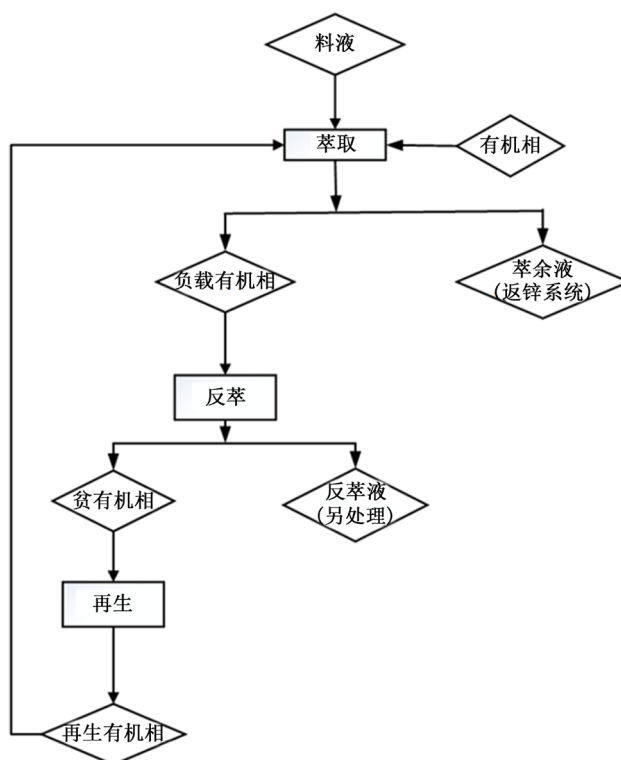 料液
萃取
有机相
负载有机相
萃余液
(返锌系统)
反萃
贫有机相
反萃液
(另处理)
再生
再生有机相